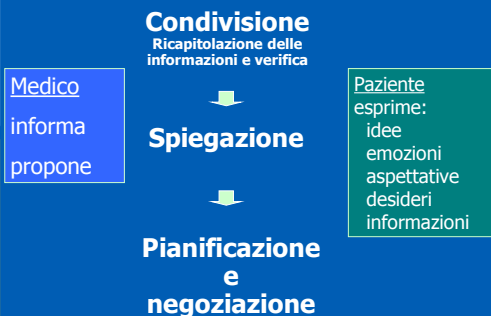 Condivisione
Ricapitolazione delle
informazioni e verifica
Medico
informa
propone
Spiegazione
Paziente
esprime:
idee
emozioni
aspettative
desideri
informazioni
Pianificazione
e
negoziazione